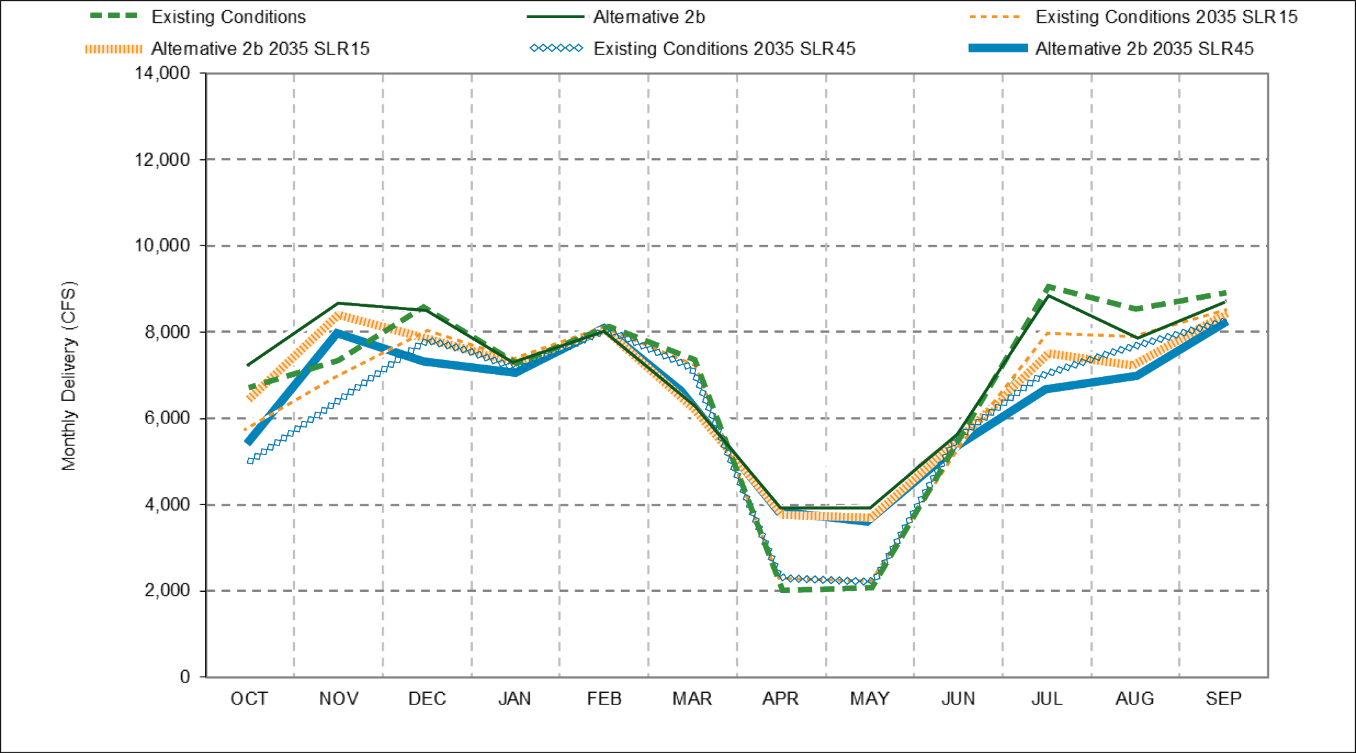 Existing Conditions
Alternative 2b
Existing Conditions 2035 SLR15
Alternative 2b 2035 SLR15
Existing Conditions 2035 SLR45
Alternative 2b 2035 SLR45
Monthly Delivery (CFS)
14,000
12,000
10,000
8,000
6,000
4,000
2,000
0
OCT NOV DEC JAN FEB MAR APR MAY JUN JUL AUG SEP